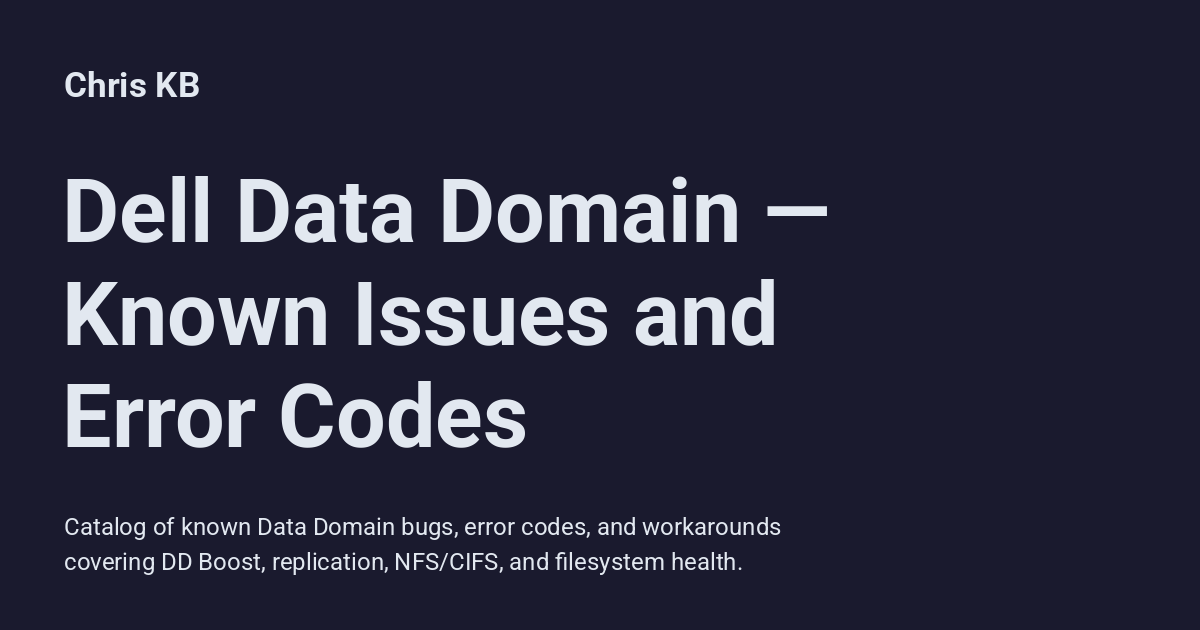 Chris KB
Dell Data Domain —
Known Issues and
Error Codes
Catalog of known Data Domain bugs, error codes, and workarounds
covering DD Boost, replication, NFS/CIFS, and filesystem health.